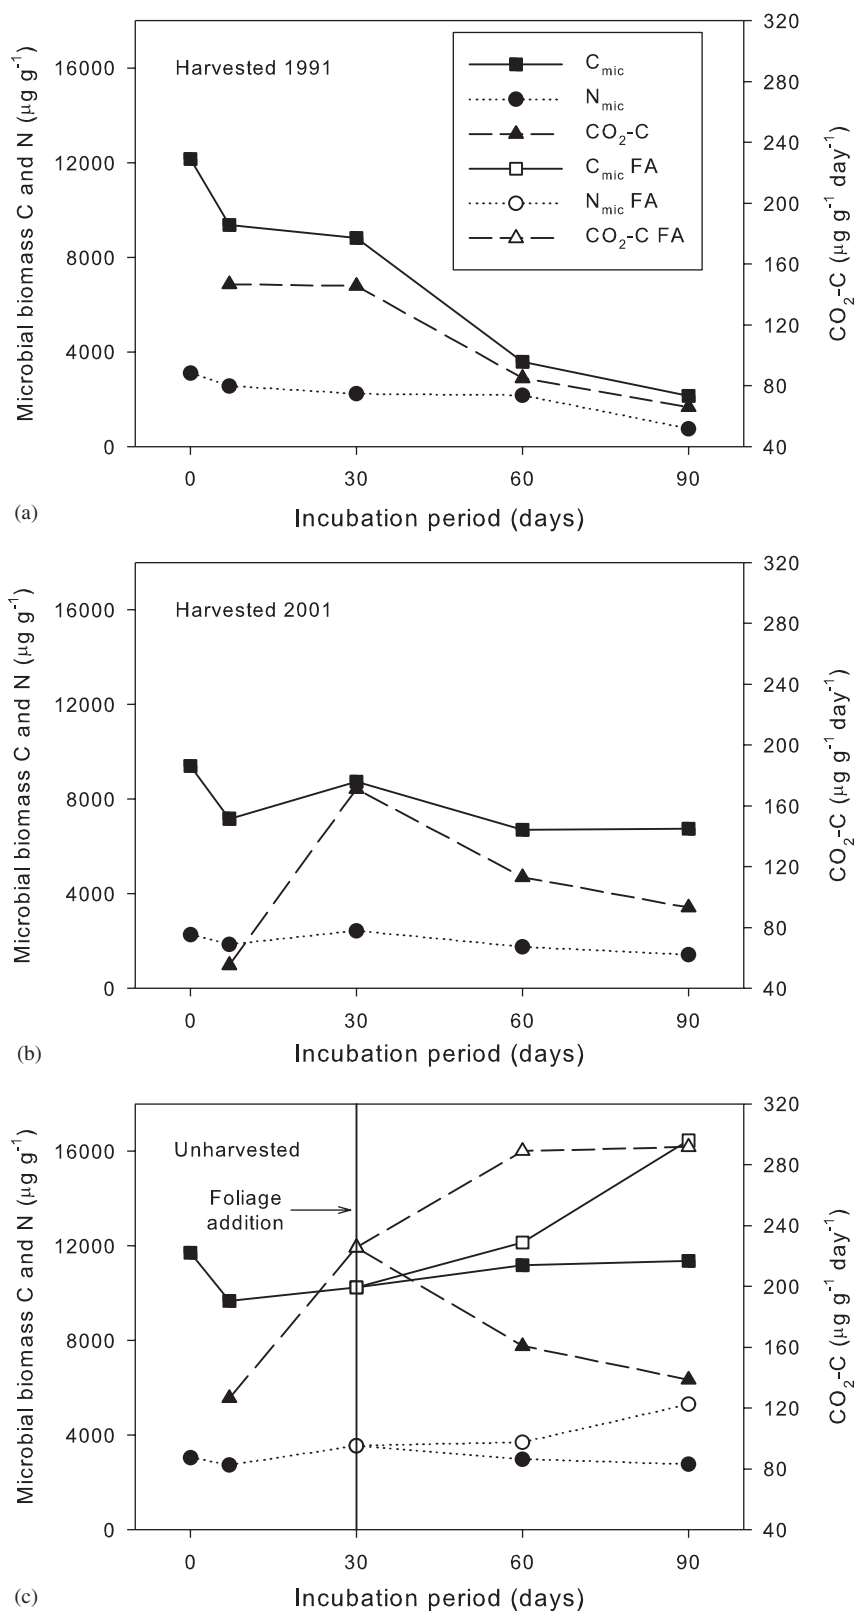 Harvested 1991
C_mic
N_mic
CO₂-C
C_mic FA
N_mic FA
CO₂-C FA
Microbial biomass C and N (μg g⁻¹)
16000
12000
8000
4000
0
320
280
240
200
160
120
80
40
CO₂-C (μg g⁻¹ day⁻¹)
0 30 60 90
(a)
Incubation period (days)
Harvested 2001
Microbial biomass C and N (μg g⁻¹)
16000
12000
8000
4000
0
320
280
240
200
160
120
80
40
CO₂-C (μg g⁻¹ day⁻¹)
0 30 60 90
(b)
Incubation period (days)
Unharvested
Foliage
addition
Microbial biomass C and N (μg g⁻¹)
16000
12000
8000
4000
0
320
280
240
200
160
120
80
40
CO₂-C (μg g⁻¹ day⁻¹)
0 30 60 90
(c)
Incubation period (days)